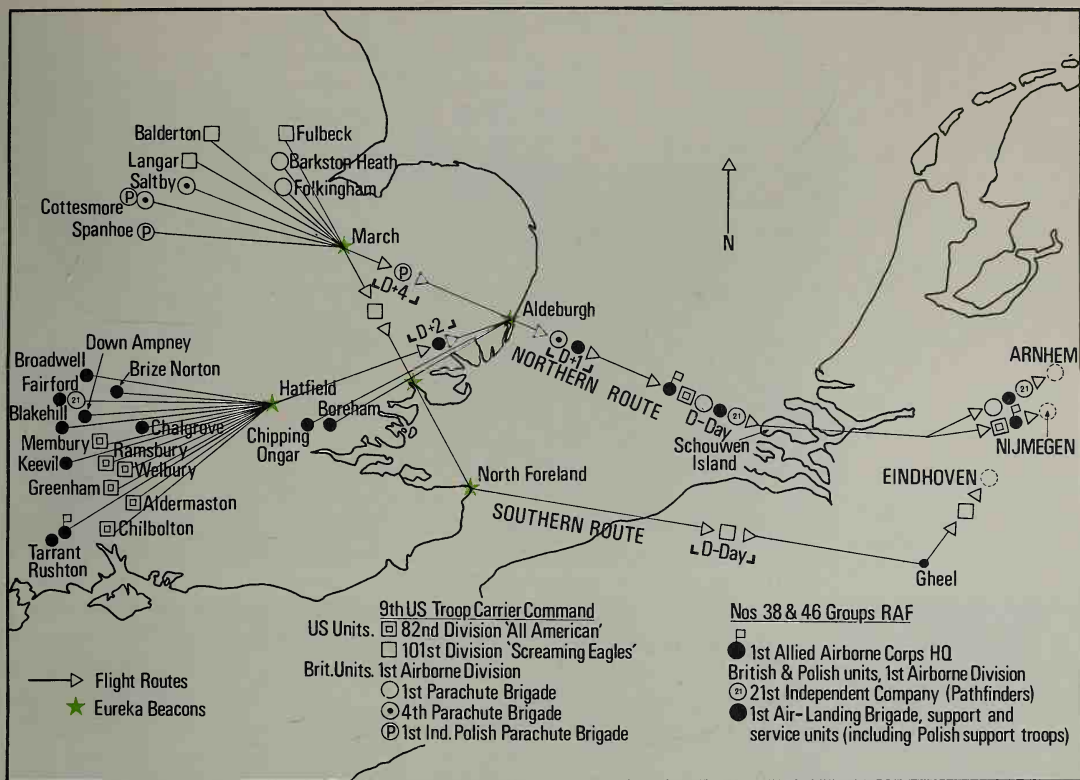 Balderton
Fulbeck
Langar
Barkston Heath
Saltby
Folkingham
P
Cottesmore
Spanhoe
P
March
P
D+4
N
Aldeburgh
D+2
D+1
NORTHERN ROUTE
Down Ampney
Broadwell
Brize Norton
Fairford
21
Hatfield
Blakehill
Boreham
Chalgrove
Chipping
Ongar
Membury
Ramsbury
Keevil
Welbury
Greenham
Aldermaston
Chilbolton
Tarrant
Rushton
21
D-Day
Schouwen
Island
ARNHEM
21
NIJMEGEN
EINDHOVEN
North Foreland
SOUTHERN ROUTE
D-Day
Gheel
9th US Troop Carrier Command
US Units. 82nd Division 'All American'
101st Division 'Screaming Eagles'
Brit.Units. 1st Airborne Division
1st Parachute Brigade
4th Parachute Brigade
P 1st Ind. Polish Parachute Brigade
Nos 38 & 46 Groups RAF
1st Allied Airborne Corps HQ
British & Polish units, 1st Airborne Division
21 21st Independent Company (Pathfinders)
1st Air-Landing Brigade, support and
service units (including Polish support troops)
Flight Routes
Eureka Beacons